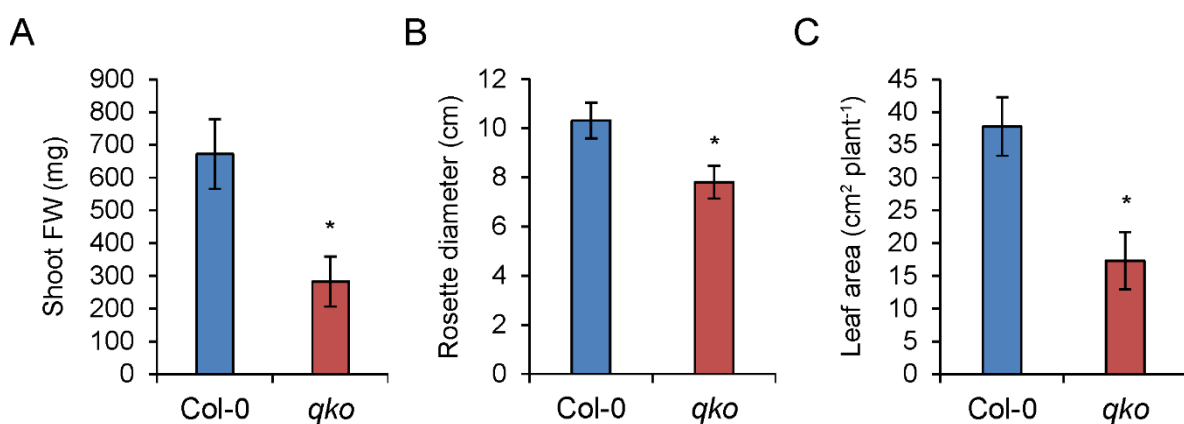 A
Shoot FW (mg)
900
800
700
600
500
400
300
200
100
0
*
Col-0
qko
B
Rosette diameter (cm)
12
10
8
6
4
2
0
*
Col-0
qko
C
Leaf area (cm² plant⁻¹)
45
40
35
30
25
20
15
10
5
0
*
Col-0
qko